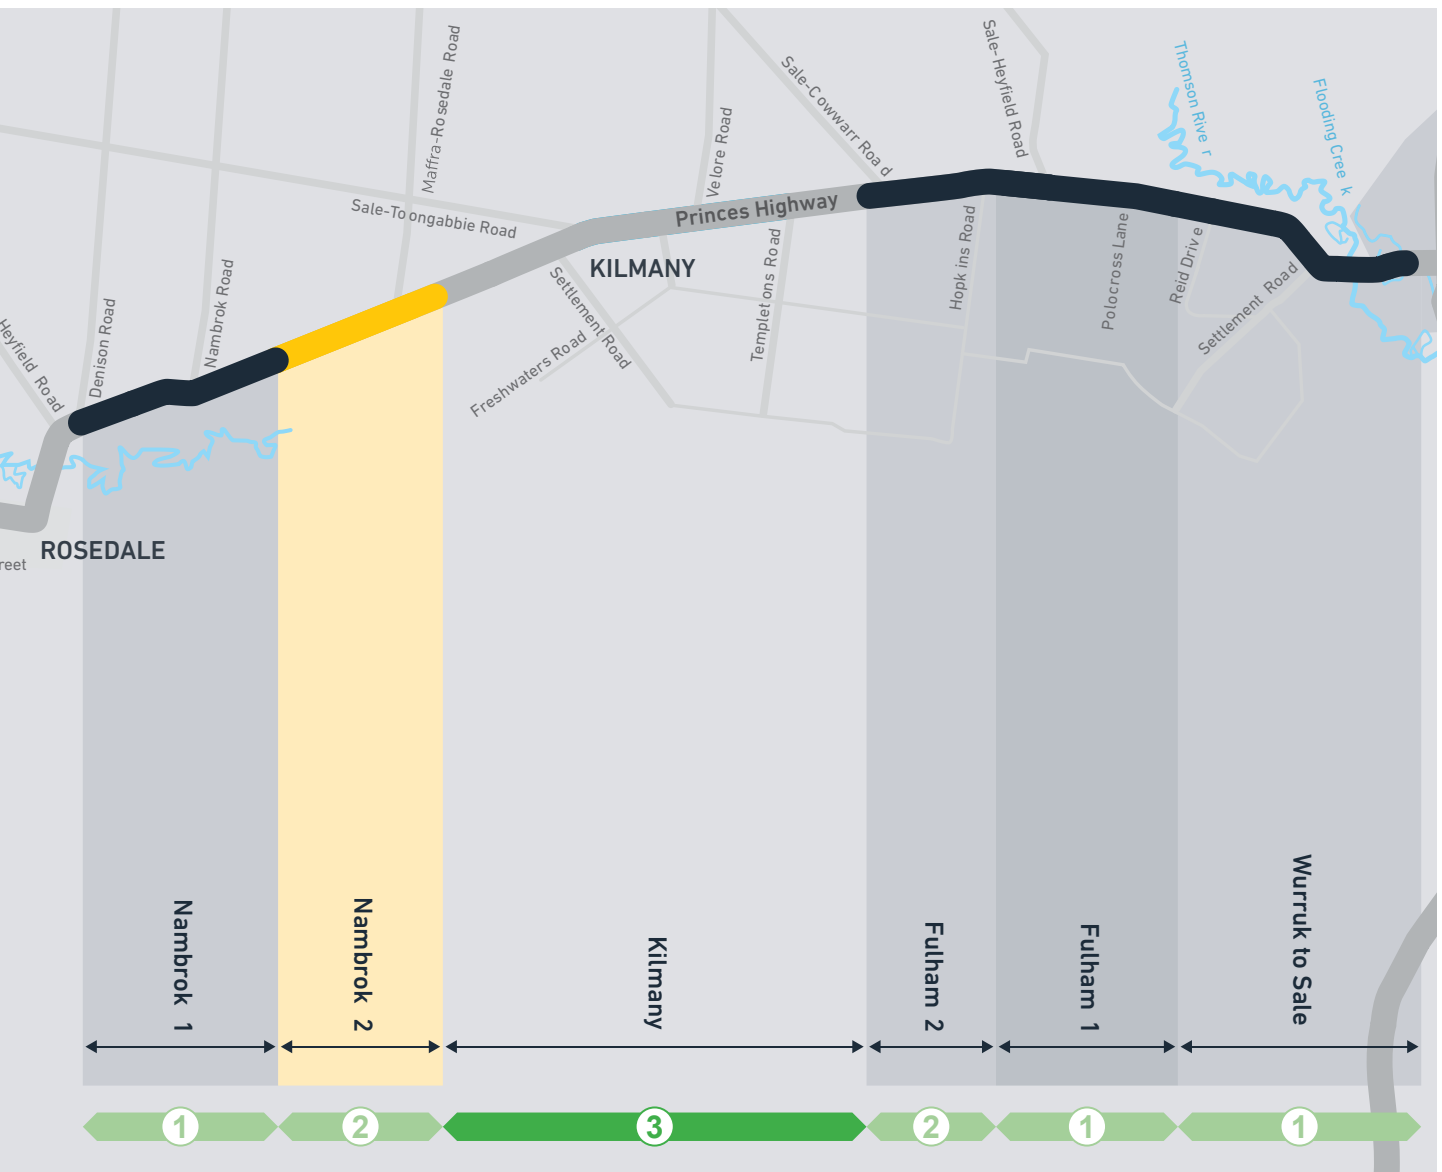 Maffra-Rosedale Road
Sale-Cowwarr Road
Sale-Heyfield Road
Thomson River
Flooding Creek
Velore Road
Sale-Toongabbie Road
Princes Highway
KILMANY
Hopkins Road
Polocross Lane
Reid Drive
Settlement Road
Templetons Road
Settlement Road
Freshwaters Road
Nambrok Road
Denison Road
Heyfield Road
ROSEDALE
reet
Nambrok 1
Nambrok 2
Kilmany
Fulham 2
Fulham 1
Wurruk to Sale
1
2
3
2
1
1